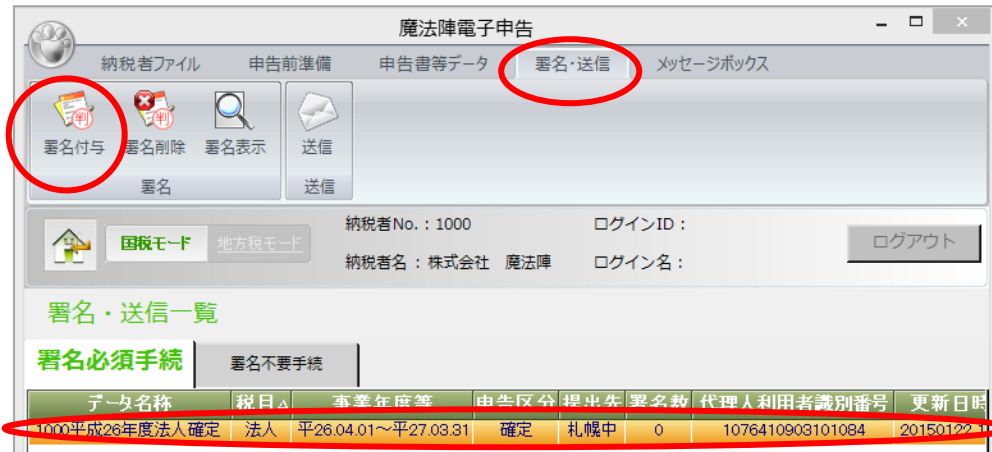 魔法陣電子申告
納税者ファイル 申告前準備 申告書等データ 署名・送信 メッセージボックス
署名付与 署名削除 署名表示 送信
署名 送信
納税者No.：1000 ログインID：
国税モード 地方税モード ログアウト
納税者名：株式会社 魔法陣 ログイン名：
署名・送信一覧
署名必須手続 署名不要手続
データ名称 税目△ 事業年度等 申告区分 提出先 署名数 代理人利用者識別番号 更新日時
1000平成26年度法人確定 法人 平26.04.01～平27.03.31 確定 札幌中 0 1076410903101084 20150122